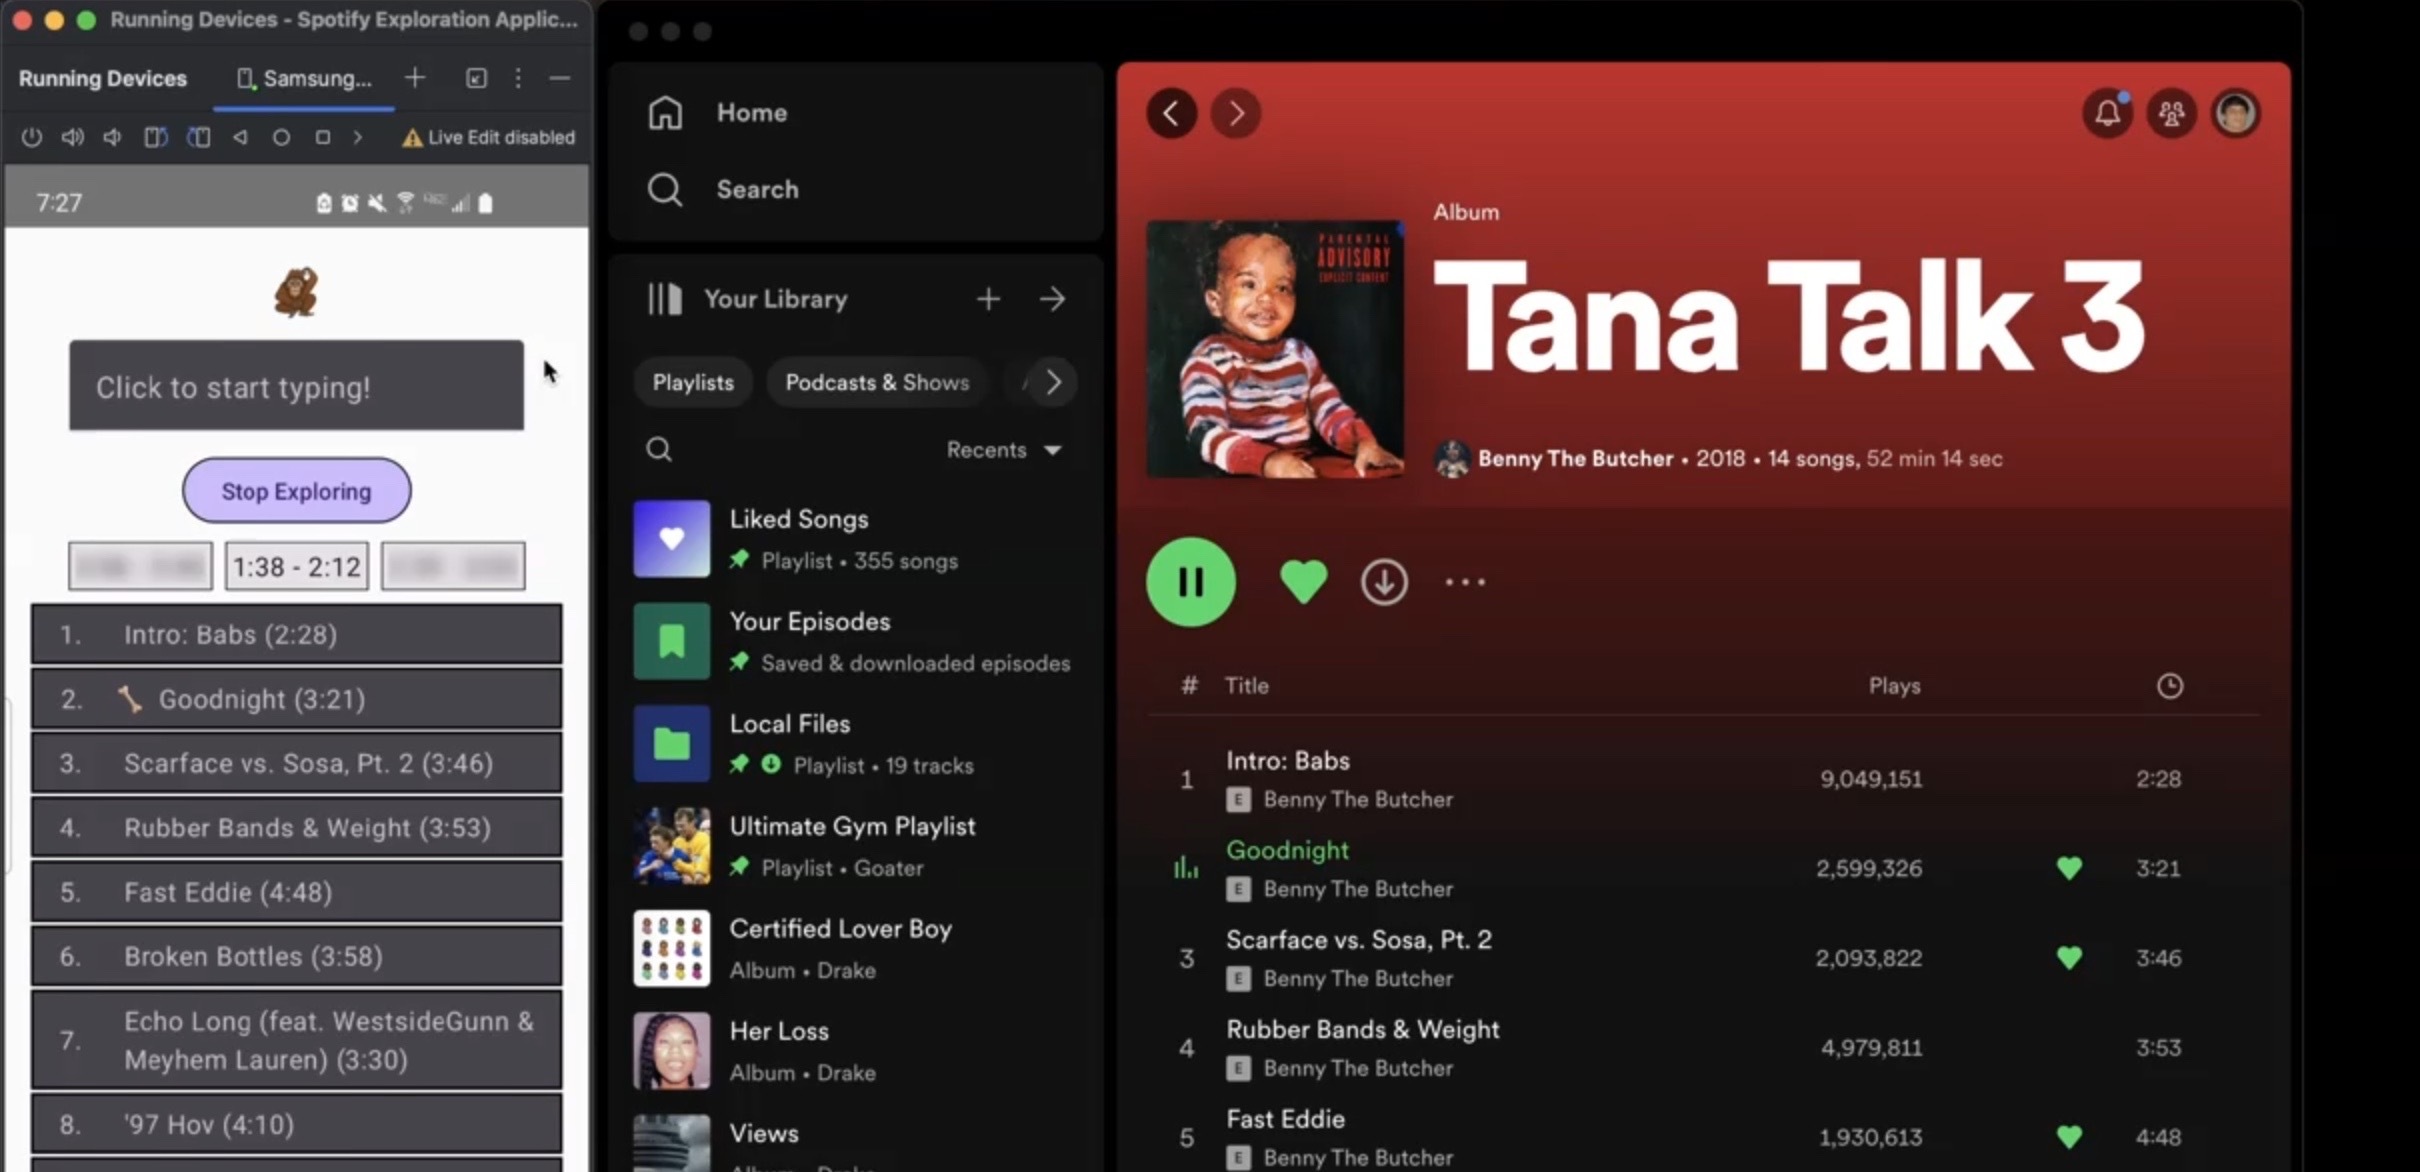 Running Devices - Spotify Exploration Applic...
Running Devices
Samsung...
Live Edit disabled
7:27
Click to start typing!
Stop Exploring
1:38 - 2:12
1. Intro: Babs (2:28)
2. Goodnight (3:21)
3. Scarface vs. Sosa, Pt. 2 (3:46)
4. Rubber Bands & Weight (3:53)
5. Fast Eddie (4:48)
6. Broken Bottles (3:58)
7. Echo Long (feat. WestsideGunn &
Meyhem Lauren) (3:30)
8. '97 Hov (4:10)
Home
Search
Your Library
Playlists
Podcasts & Shows
Recents
Liked Songs
Playlist • 355 songs
Your Episodes
Saved & downloaded episodes
Local Files
Playlist • 19 tracks
Ultimate Gym Playlist
Playlist • Goater
Certified Lover Boy
Album • Drake
Her Loss
Album • Drake
Views
Album • Drake
PARENTAL
ADVISORY
EXPLICIT CONTENT
Album
Tana Talk 3
Benny The Butcher • 2018 • 14 songs, 52 min 14 sec
# Title Plays
1 Intro: Babs 9,049,151 2:28
E Benny The Butcher
Goodnight 2,599,326 3:21
E Benny The Butcher
3 Scarface vs. Sosa, Pt. 2 2,093,822 3:46
E Benny The Butcher
4 Rubber Bands & Weight 4,979,811 3:53
E Benny The Butcher
5 Fast Eddie 1,930,613 4:48
E Benny The Butcher